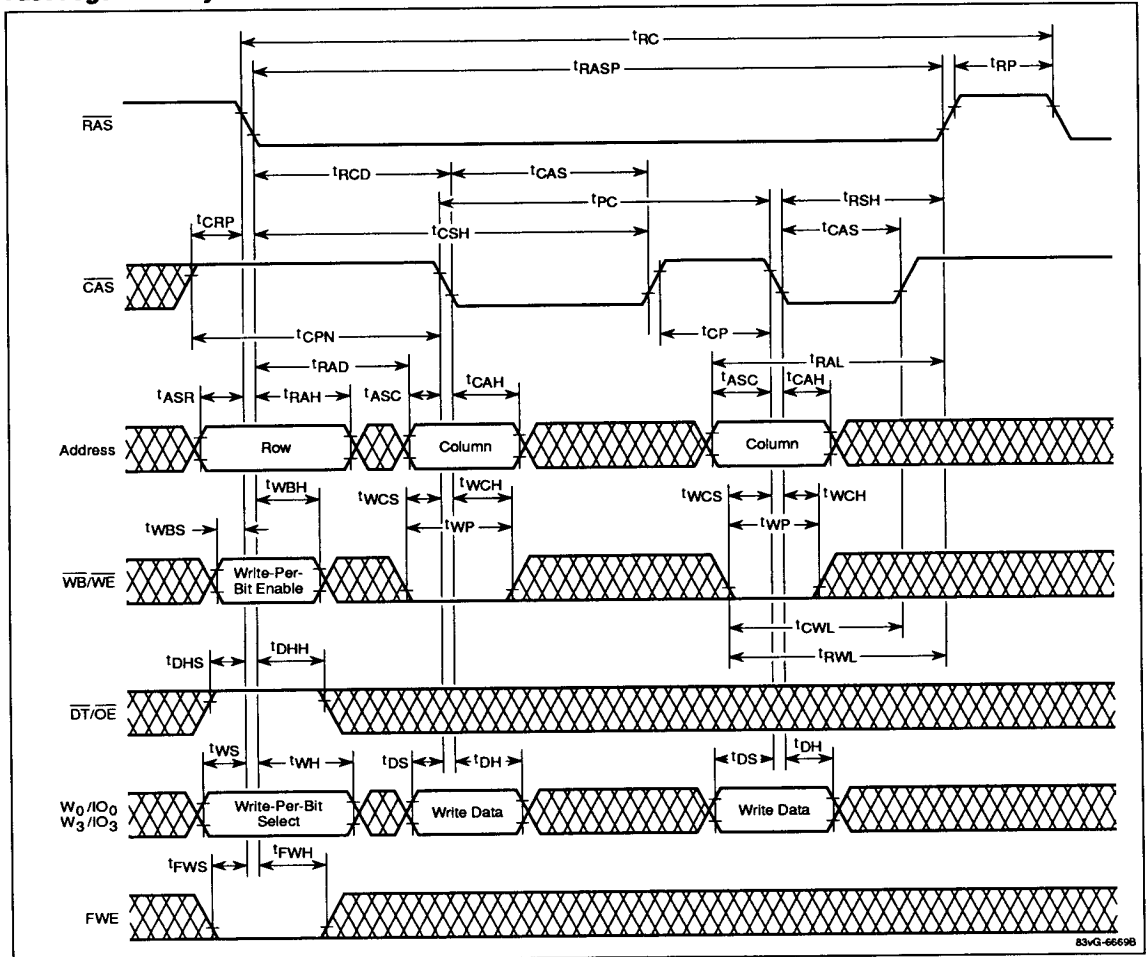 tRC
tRASP
tRP
RAS
tRCD
tCAS
tPC
tRSH
tCRP
tCSH
tCAS
CAS
tCPN
tCP
tRAD
tRAL
tASR
tRAH
tASC
tCAH
tASC
tCAH
Address
Row
Column
Column
tWBH
tWCS
tWCH
tWCS
tWCH
tWBS
tWP
tWP
WB/WE
Write-Per-
Bit Enable
tCWL
tRWL
tDHS
tDHH
DT/OE
tWS
tWH
tDS
tDH
tDS
tDH
W0/IO0
W3/IO3
Write-Per-Bit
Select
Write Data
Write Data
tFWS
tFWH
FWE
83vG-6669B